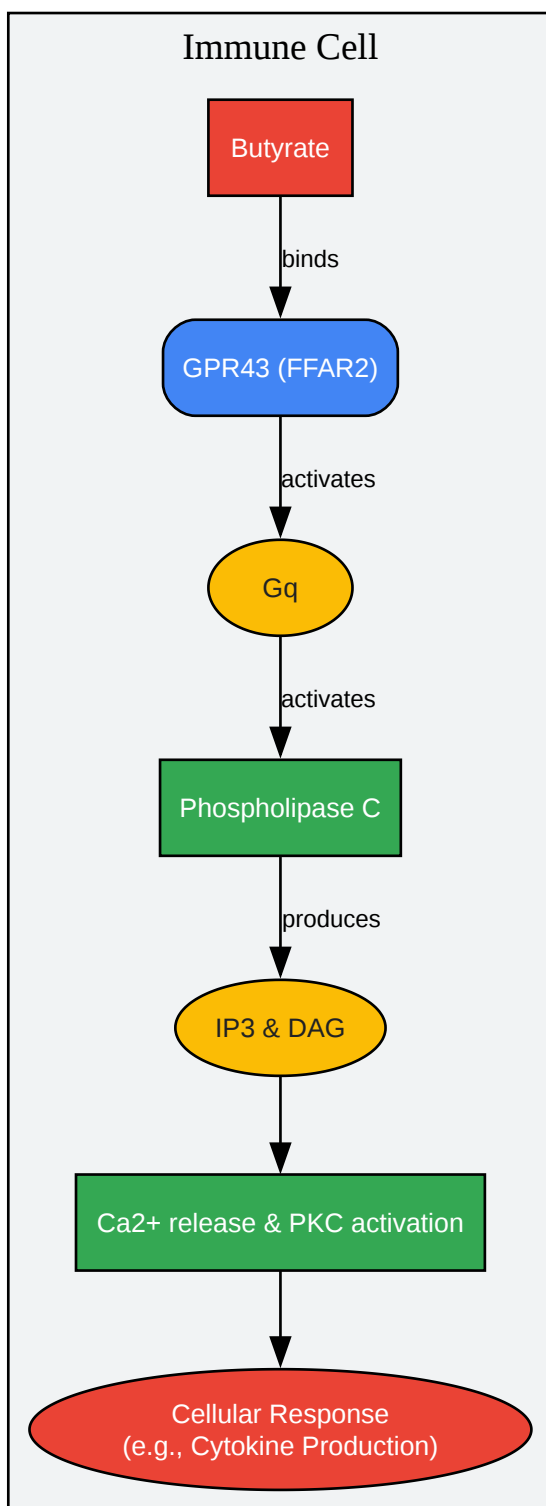 Immune Cell
Butyrate
binds
GPR43 (FFAR2)
activates
Gq
activates
Phospholipase C
produces
IP3 & DAG
Ca2+ release & PKC activation
Cellular Response
(e.g., Cytokine Production)